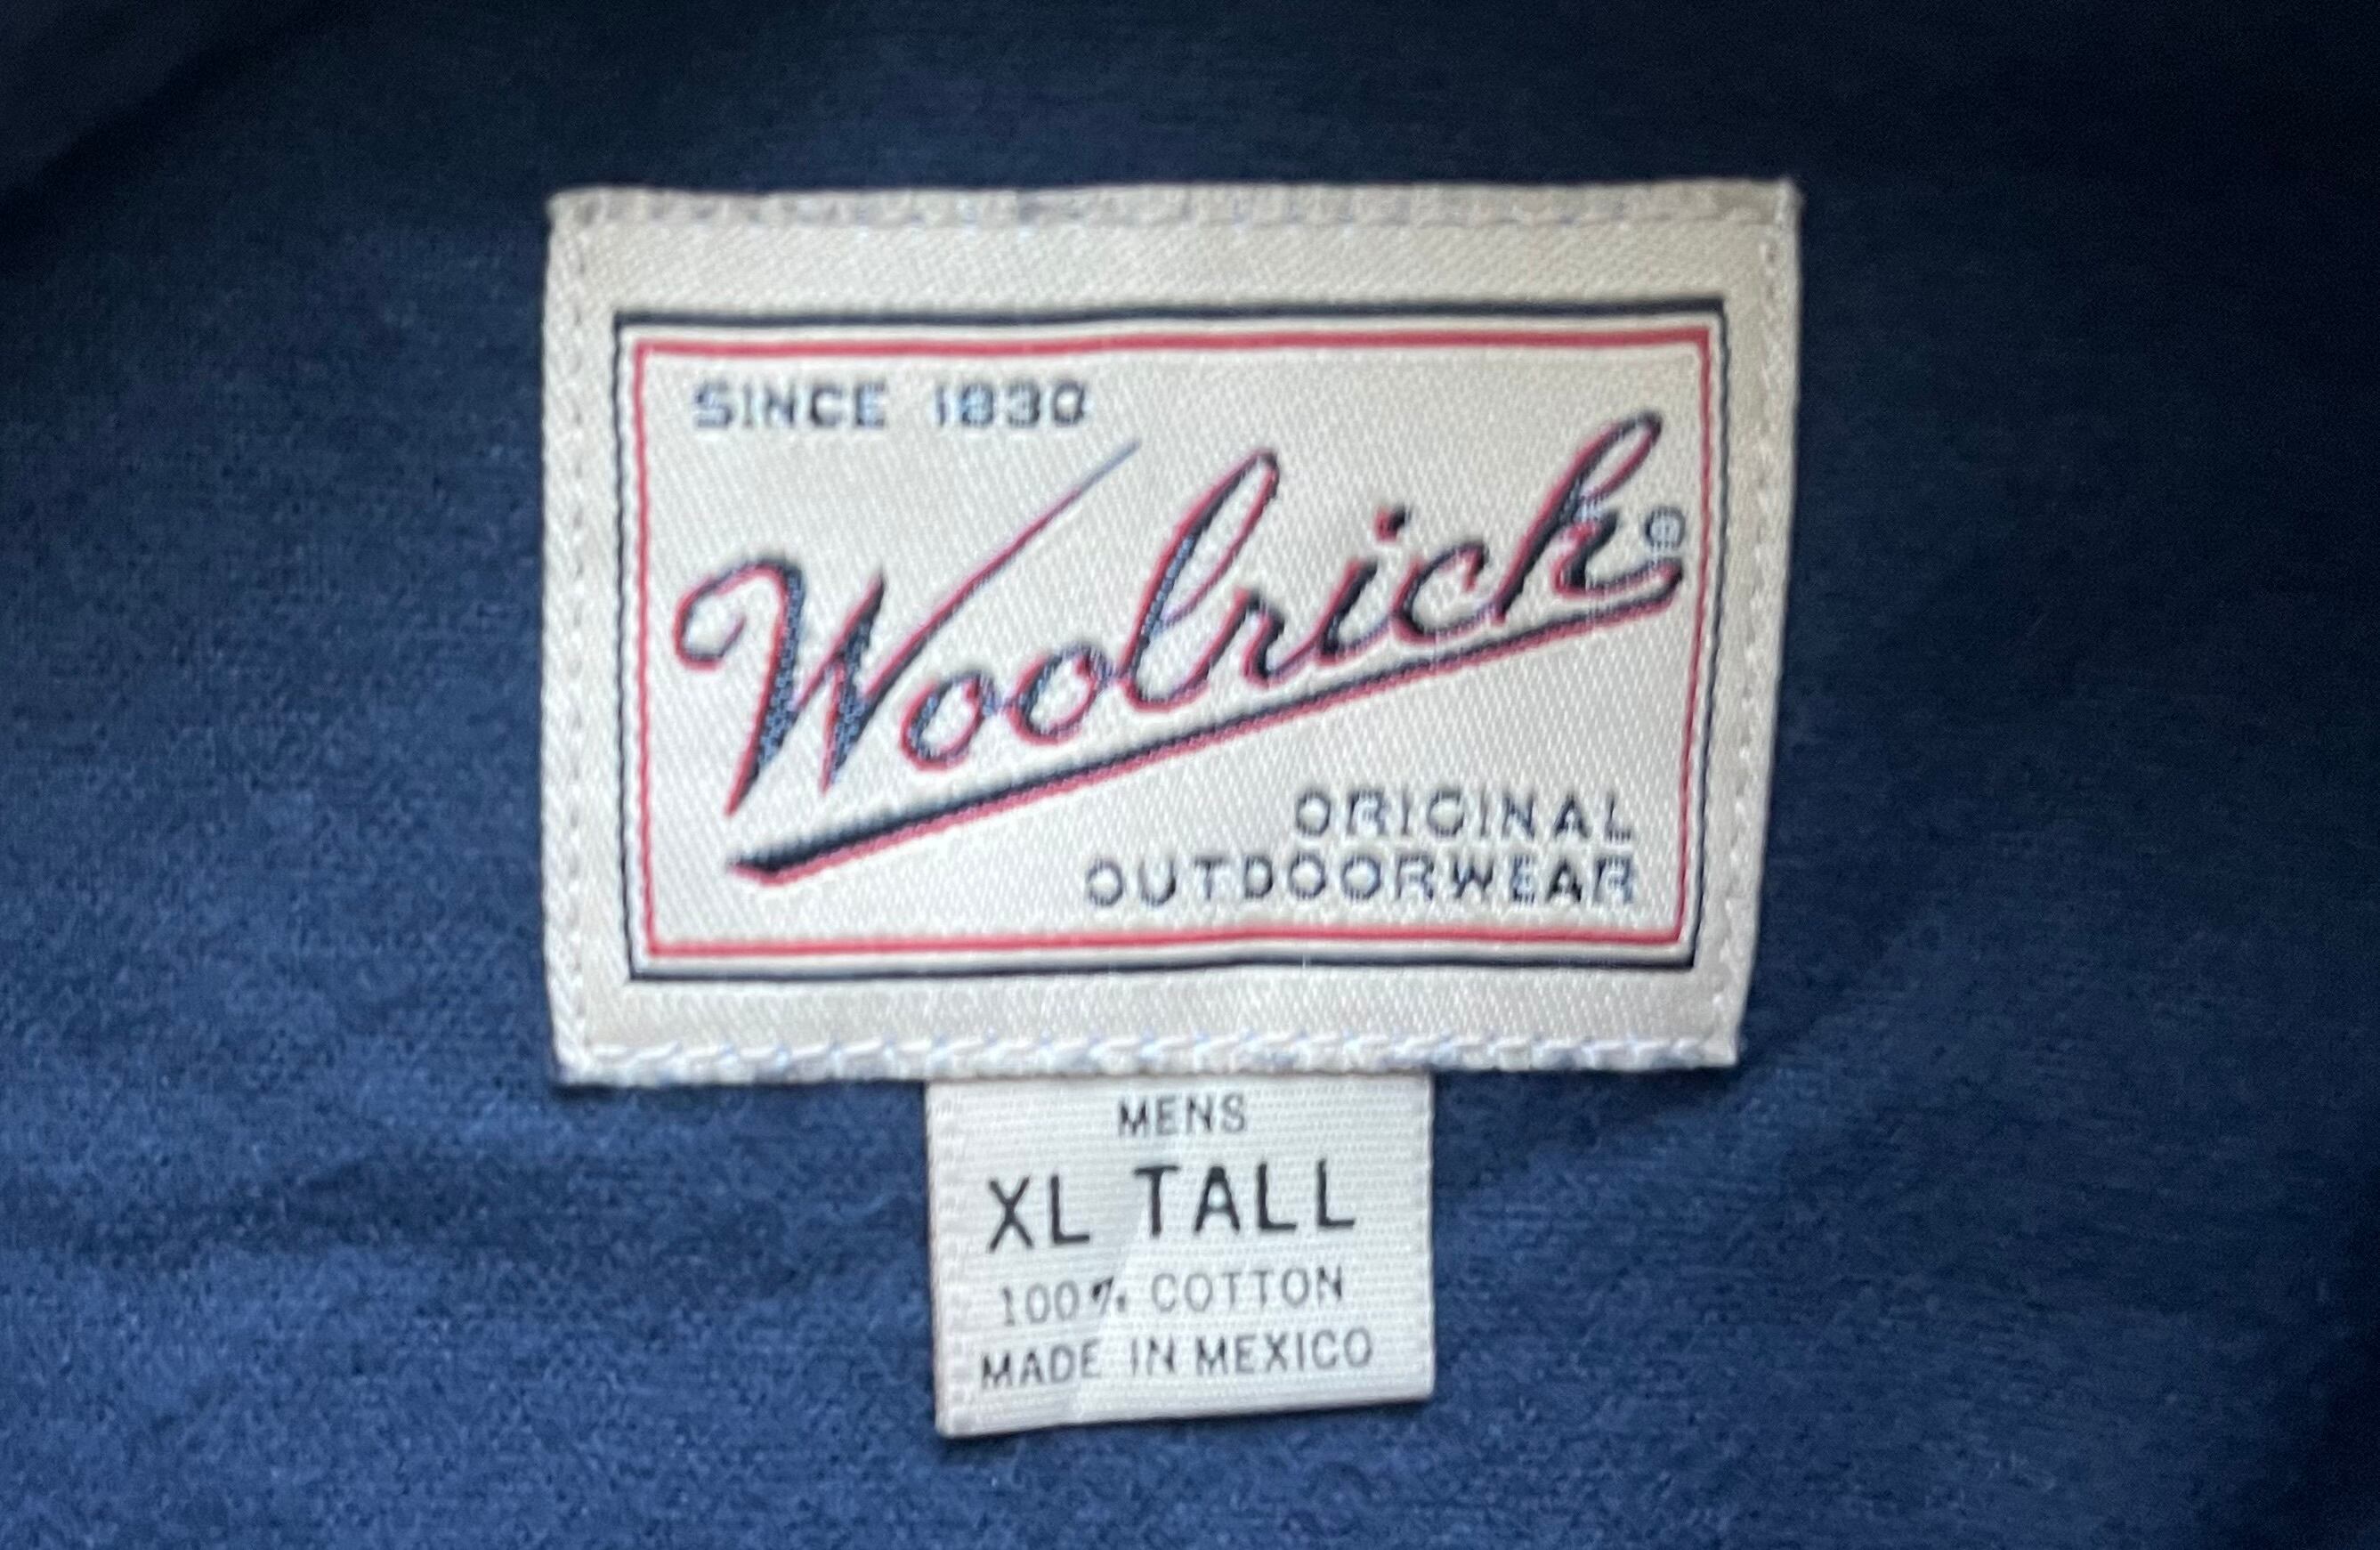 SINCE 1830
Woolrich®
ORIGINAL
OUTDOORWEAR
MENS
XL TALL
100% COTTON
MADE IN MEXICO